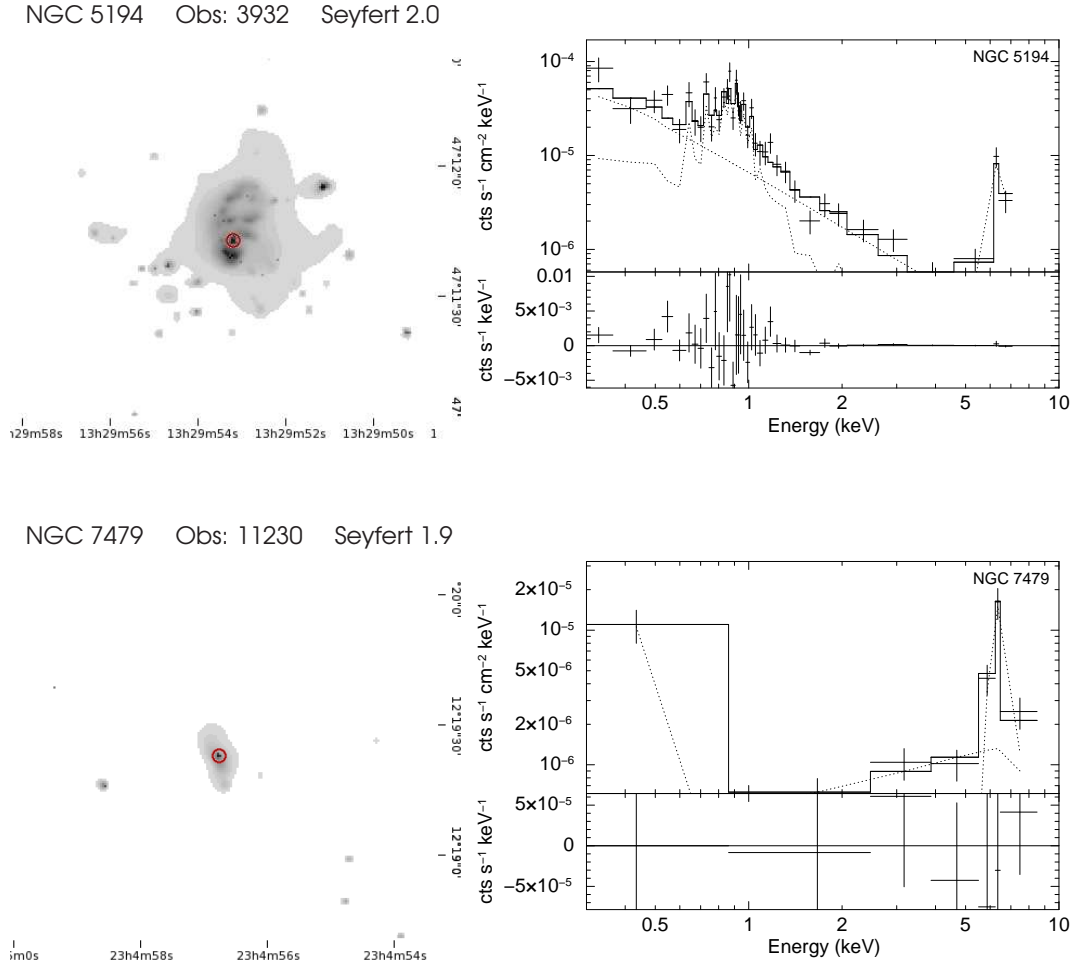 NGC 5194 Obs: 3932 Seyfert 2.0
47°12'0"
47°11'30"
47°
13h29m56s 13h29m54s 13h29m52s 13h29m50s 1
NGC 5194
cts s⁻¹ cm⁻² keV⁻¹
10⁻⁴
10⁻⁵
10⁻⁶
cts s⁻¹ keV⁻¹
0.01
5×10⁻³
0
−5×10⁻³
0.5 1 2 5 10
Energy (keV)
NGC 7479 Obs: 11230 Seyfert 1.9
°20'0"
12°19'30"
12°19'0"
23h4m58s 23h4m56s 23h4m54s
NGC 7479
cts s⁻¹ cm⁻² keV⁻¹
2×10⁻⁵
10⁻⁵
5×10⁻⁶
2×10⁻⁶
10⁻⁶
cts s⁻¹ keV⁻¹
5×10⁻⁵
0
−5×10⁻⁵
0.5 1 2 5 10
Energy (keV)